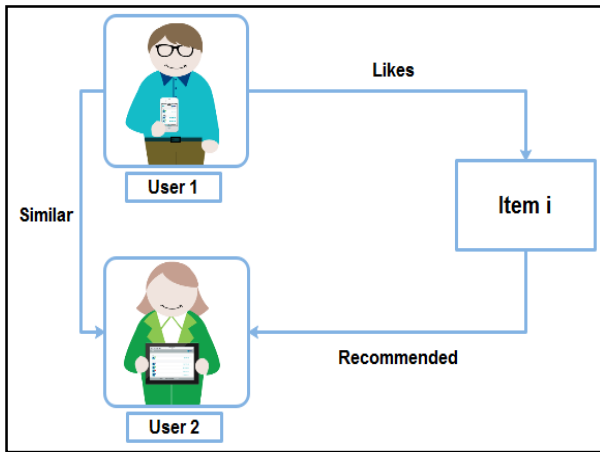 Likes
User 1
Item i
Similar
Recommended
User 2